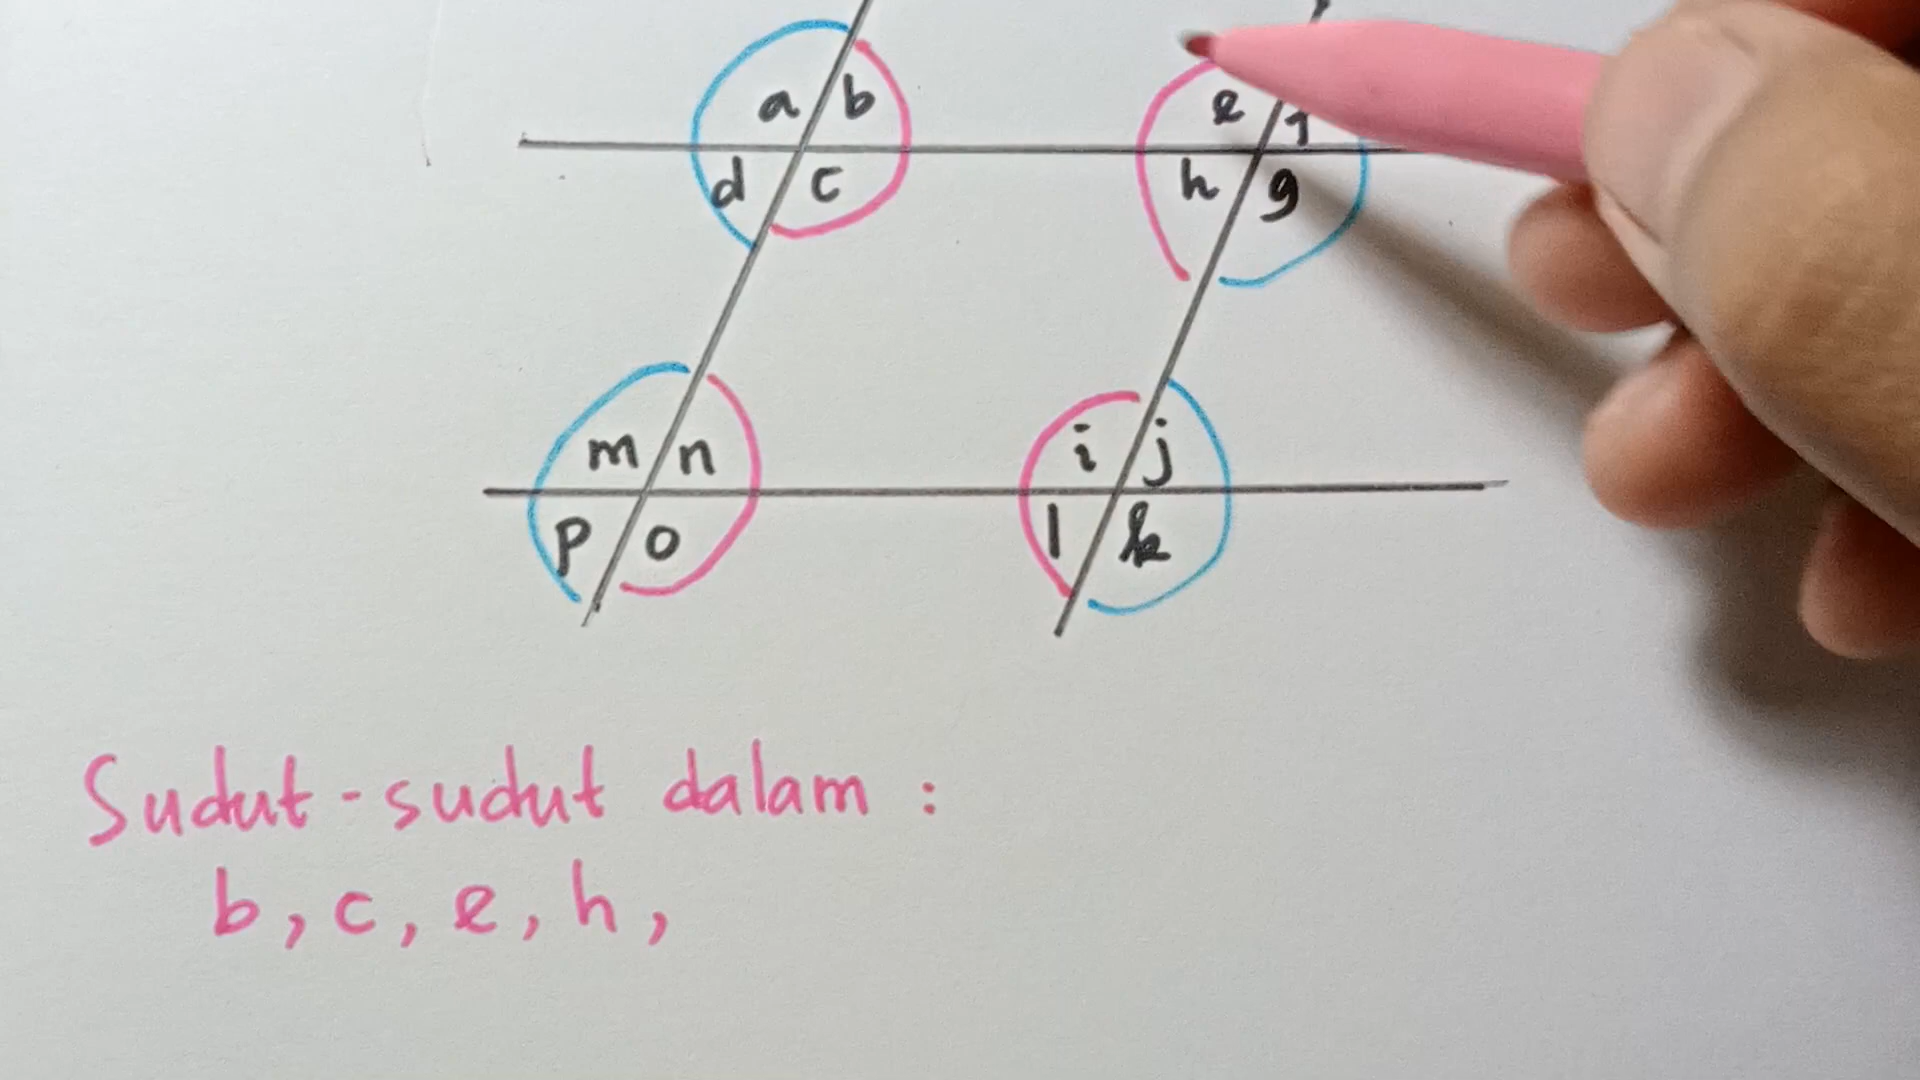 a b e
d c h g
m n i j
p o l k
Sudut-sudut dalam :
b, c, e, h,